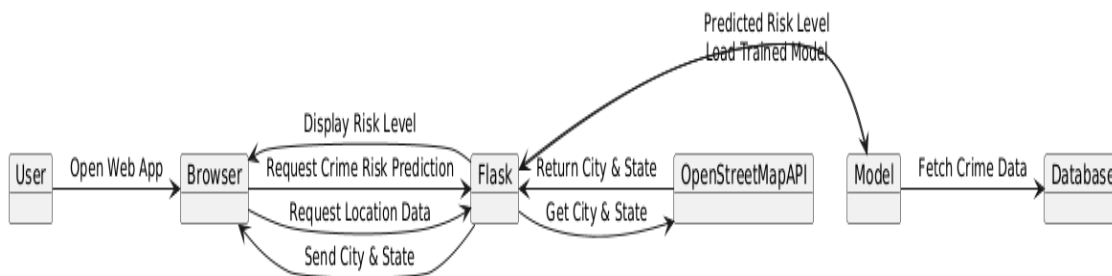 Predicted Risk Level
Load Trained Model
Display Risk Level
User
Open Web App
Browser
Request Crime Risk Prediction
Flask
Return City & State
OpenStreetMapAPI
Model
Fetch Crime Data
Database
Request Location Data
Get City & State
Send City & State